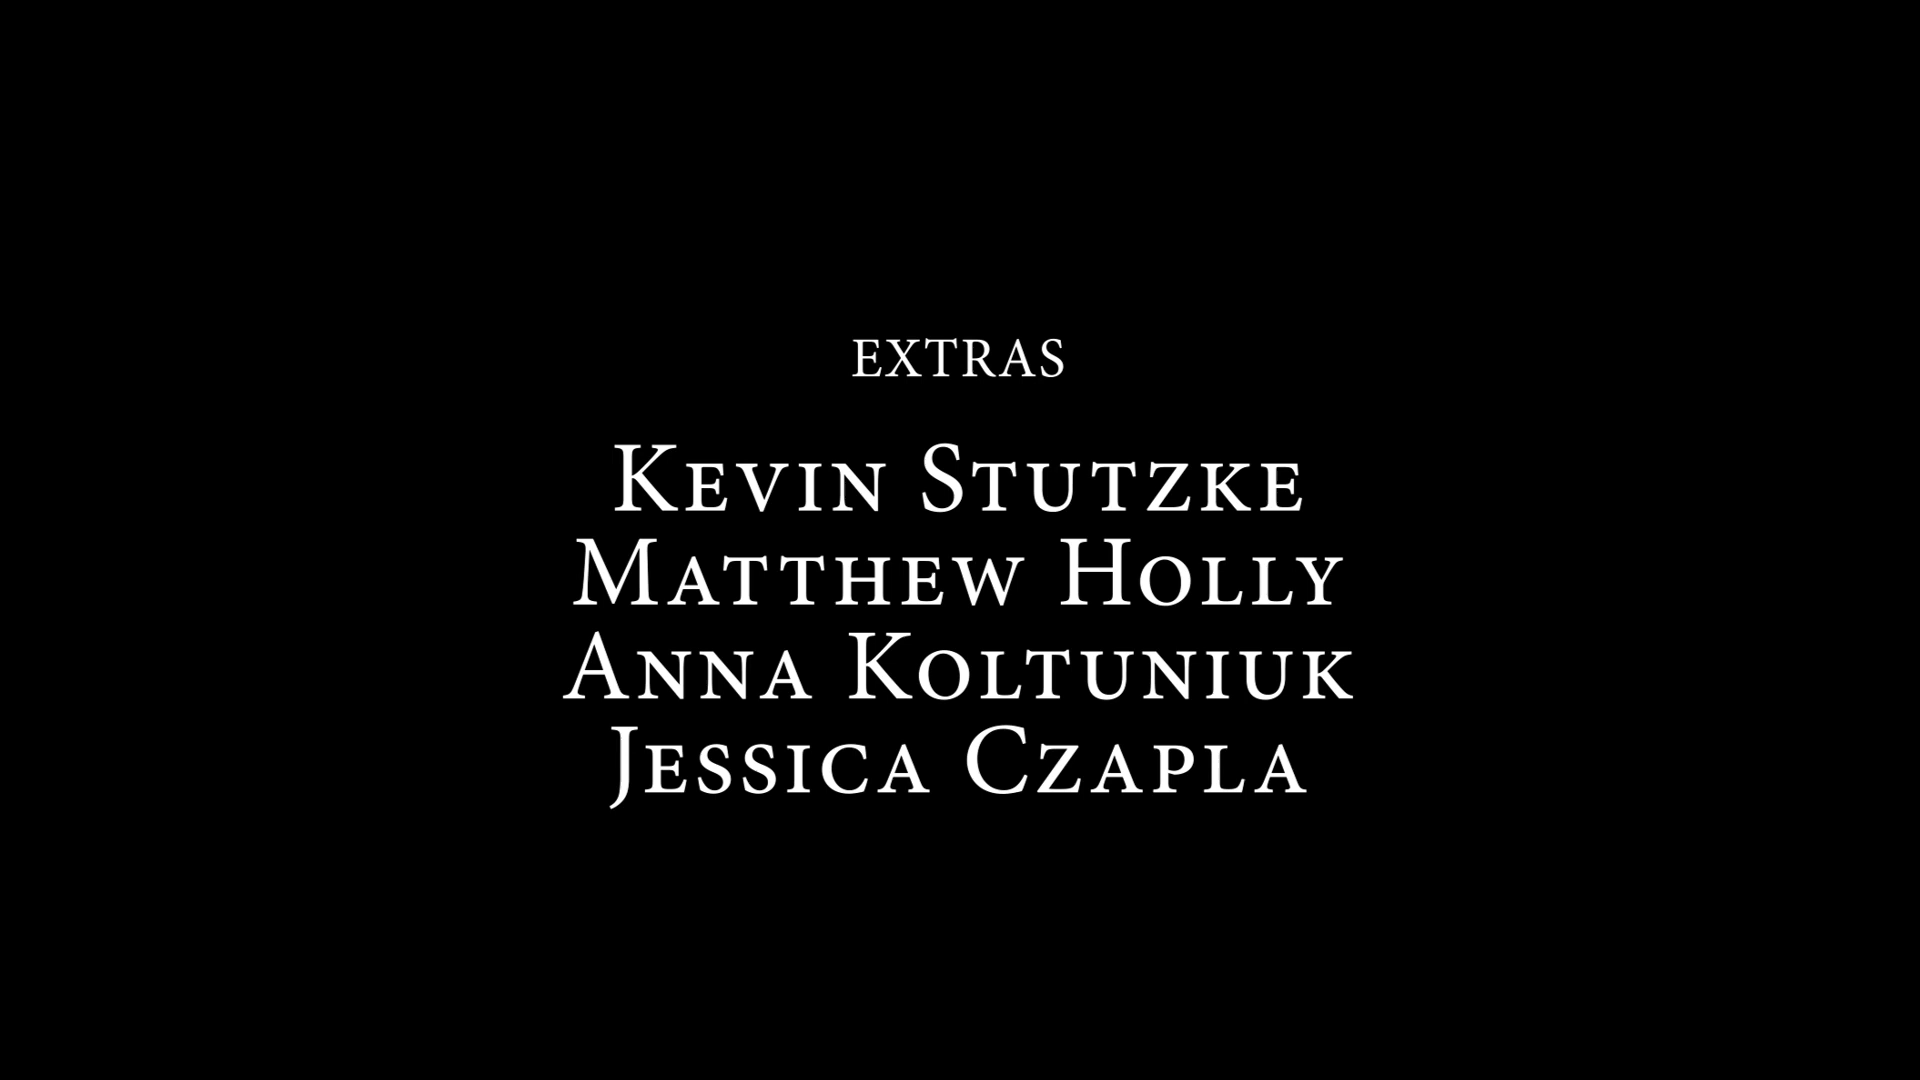 EXTRAS
Kevin Stutzke
Matthew Holly
Anna Koltuniuk
Jessica Czapla